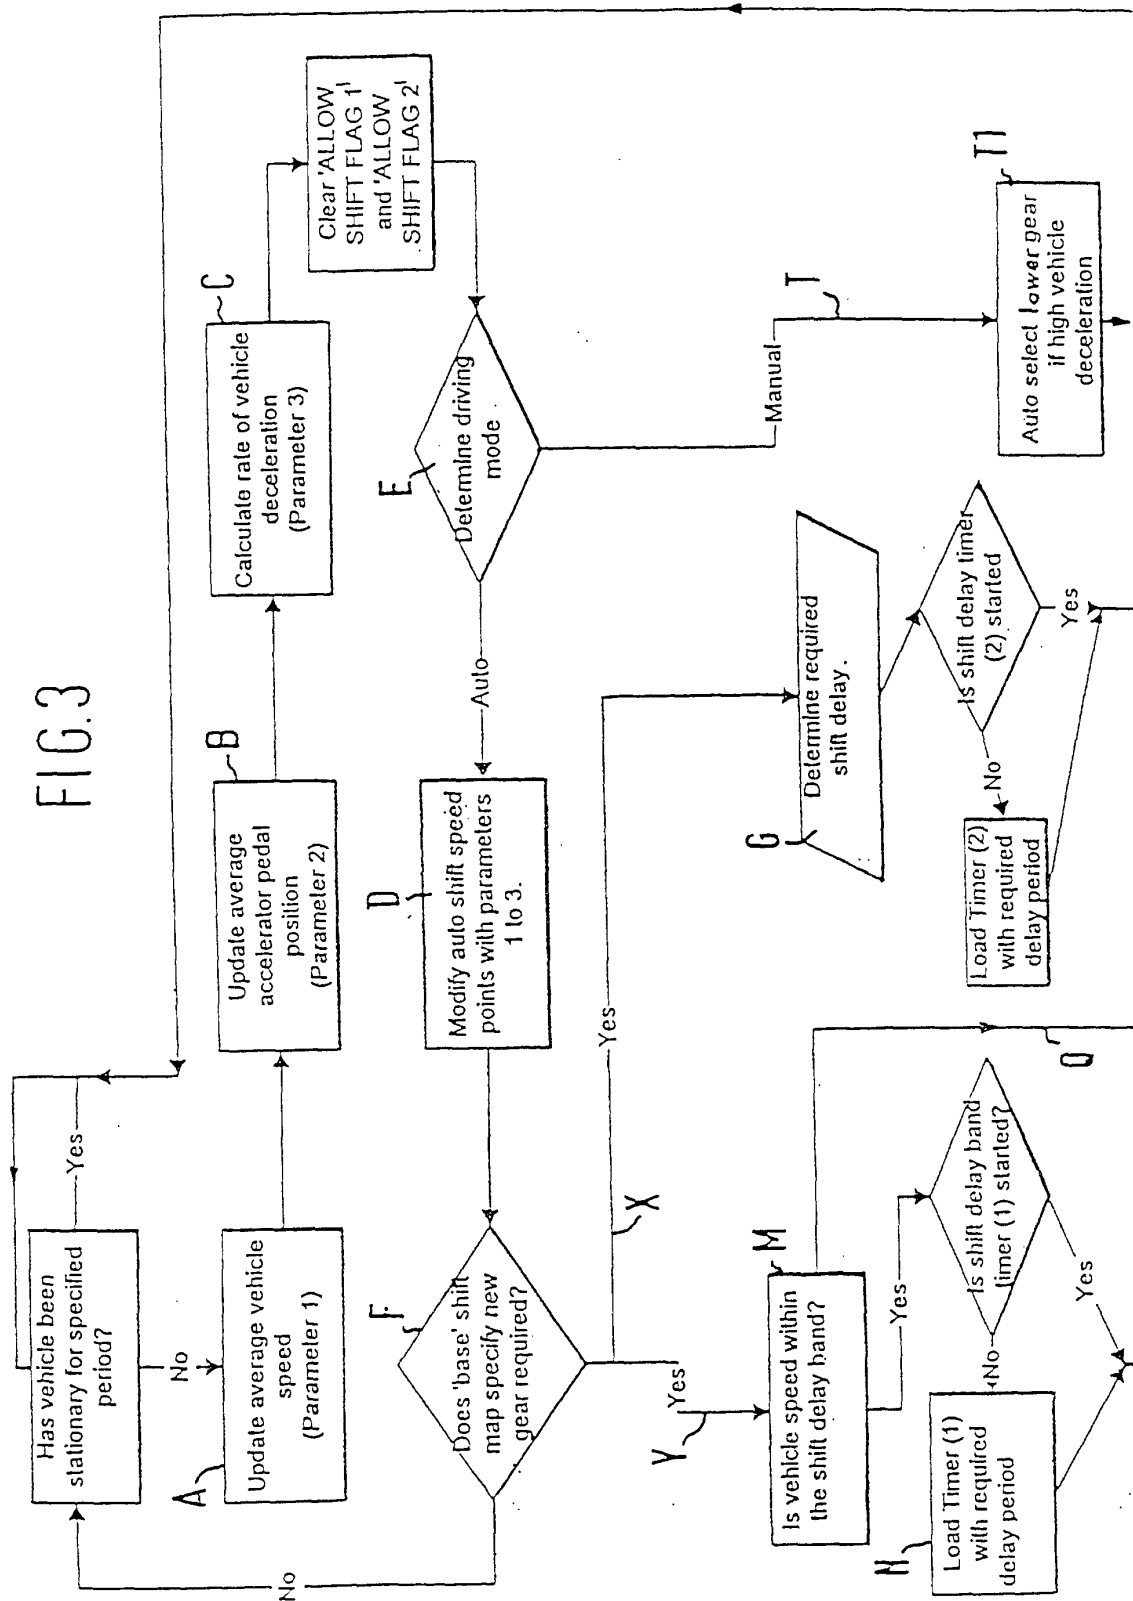 FIG.3
Has vehicle been
stationary for specified
period?
Yes
No
A
Update average vehicle
speed
(Parameter 1)
B
Update average
accelerator pedal
position
(Parameter 2)
C
Calculate rate of vehicle
deceleration
(Parameter 3)
Clear 'ALLOW
SHIFT FLAG 1'
and 'ALLOW
SHIFT FLAG 2'
E
Determine driving
mode
Auto
Manual
D
Modify auto shift speed
points with parameters
1 to 3.
F
Does 'base' shift
map specify new
gear required?
No
Yes
X
Yes
Y
G
Determine required
shift delay.
Is shift delay timer
(2) started
No
Yes
Load Timer (2)
with required
delay period
T
T1
Auto select lower gear
if high vehicle
deceleration
M
Is vehicle speed within
the shift delay band?
Yes
Q
Is shift delay band
timer (1) started?
No
Yes
N
Load Timer (1)
with required
delay period